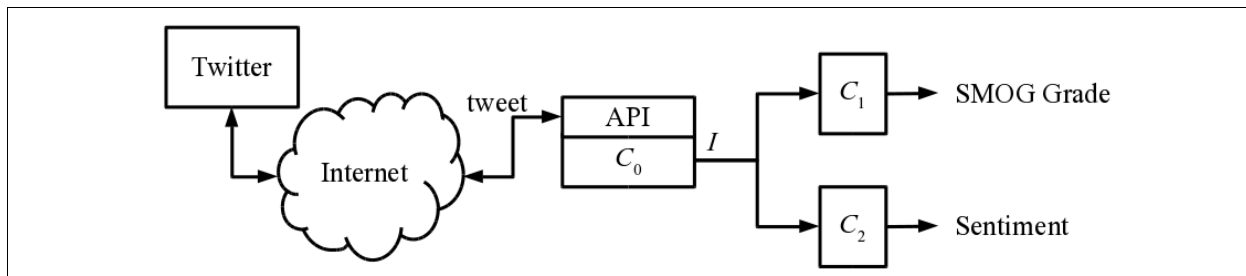 Twitter
Internet
tweet
API
C0
I
C1
SMOG Grade
C2
Sentiment